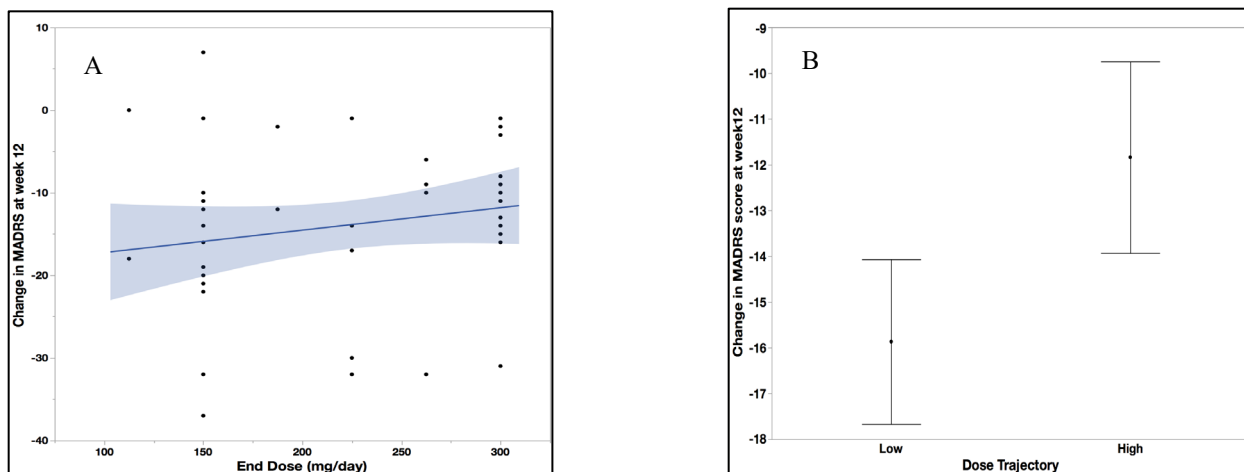 A
Change in MADRS at week 12
10
0
-10
-20
-30
-40
100 150 200 250 300
End Dose (mg/day)
B
Change in MADRS score at week12
-9
-10
-11
-12
-13
-14
-15
-16
-17
-18
Low High
Dose Trajectory